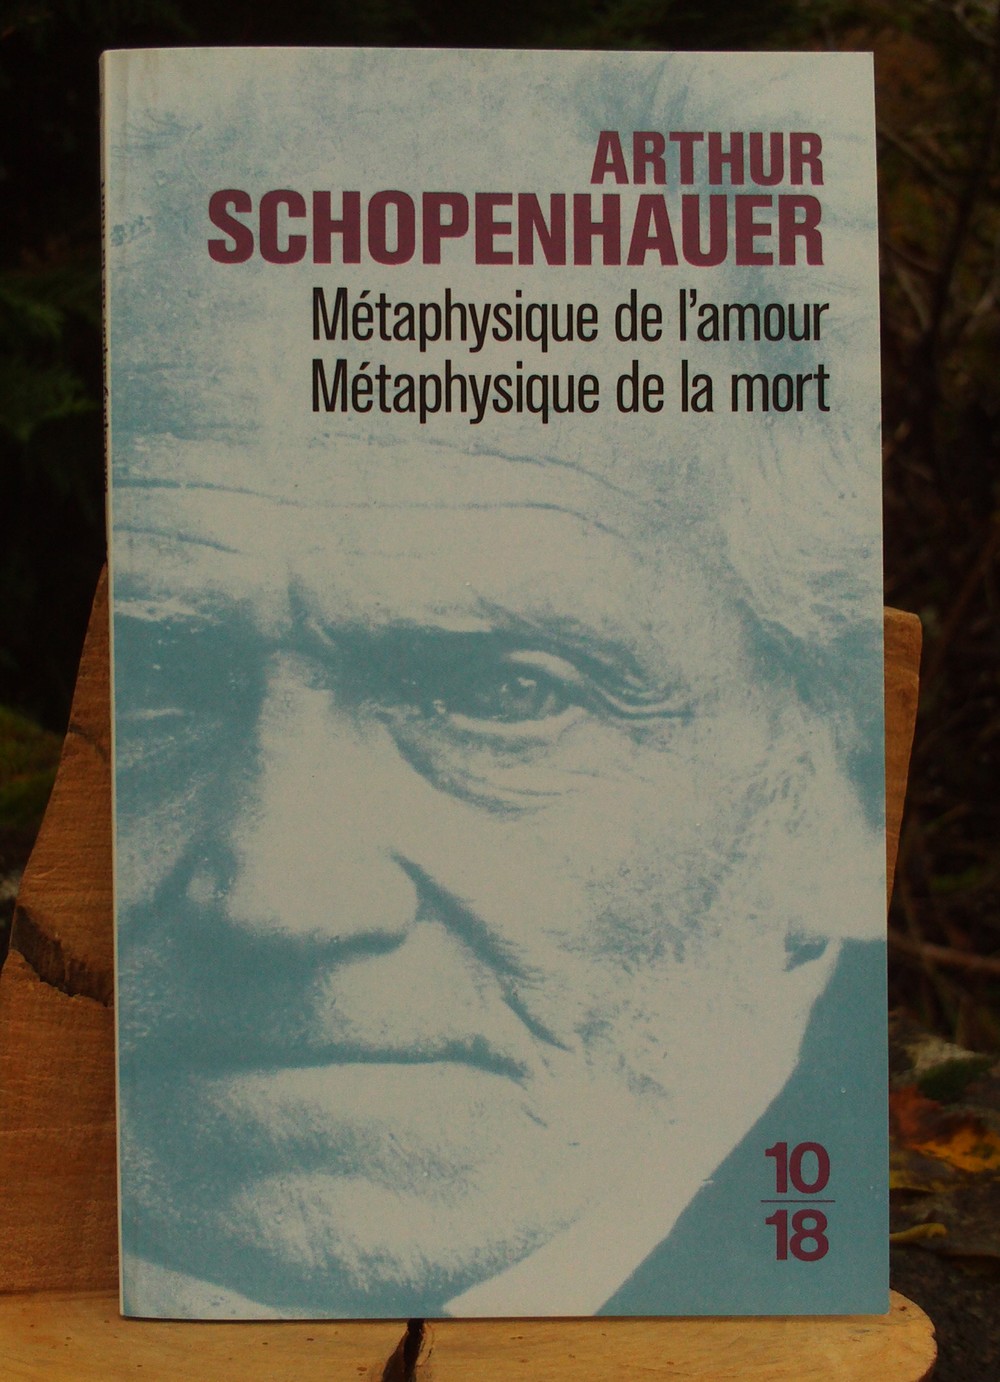 ARTHUR
SCHOPENHAUER
Métaphysique de l'amour
Métaphysique de la mort
10
18